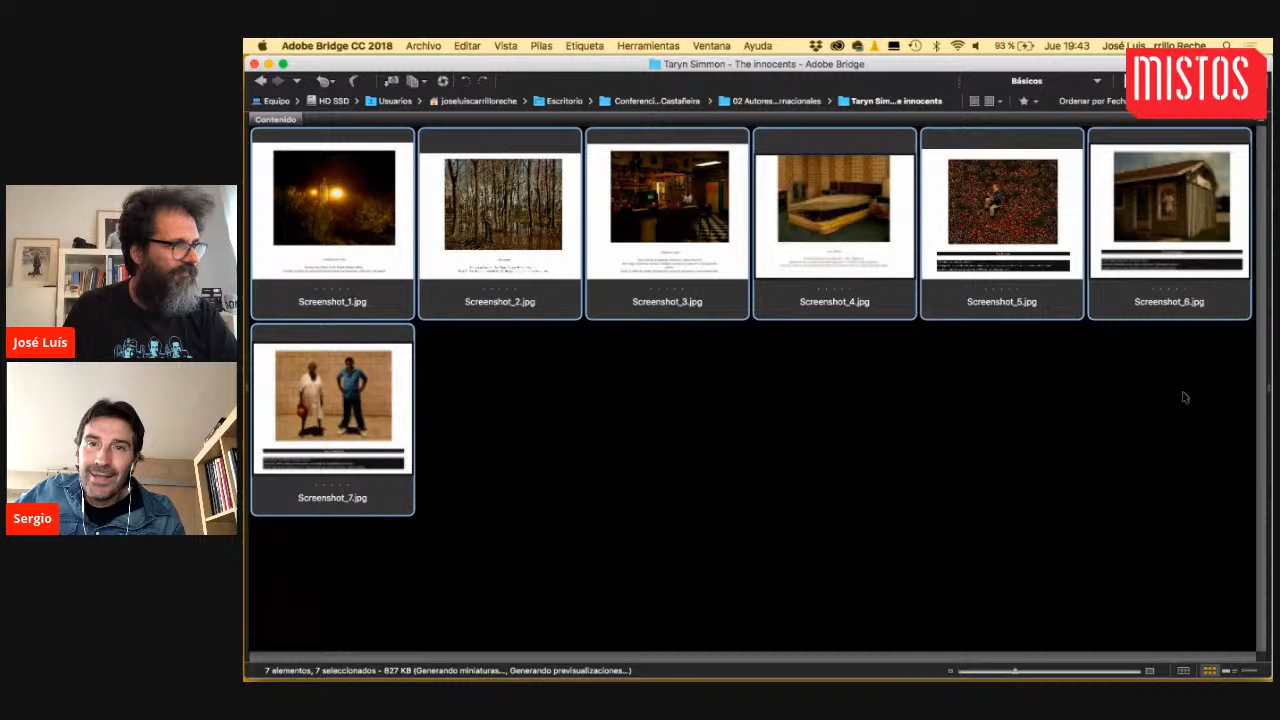 Adobe Bridge CC 2018 Archivo Editar Vista Pilas Etiqueta Herramientas Ventana Ayuda 93 % Jue 19:43 José Luis rrillo Reche
Taryn Simmon - The innocents - Adobe Bridge
Básicos
MISTOS
Equipo HD SSD Usuarios joseluiscarrilloreche Escritorio Conferenci...Castañeira 02 Autores...rnacionales Taryn Sim...e innocents Ordenar por Fech
Contenido
Screenshot_1.jpg Screenshot_2.jpg Screenshot_3.jpg Screenshot_4.jpg Screenshot_5.jpg Screenshot_6.jpg
José Luís
Screenshot_7.jpg
Sergio
7 elementos, 7 seleccionados - 827 KB (Generando miniaturas..., Generando previsualizaciones...)